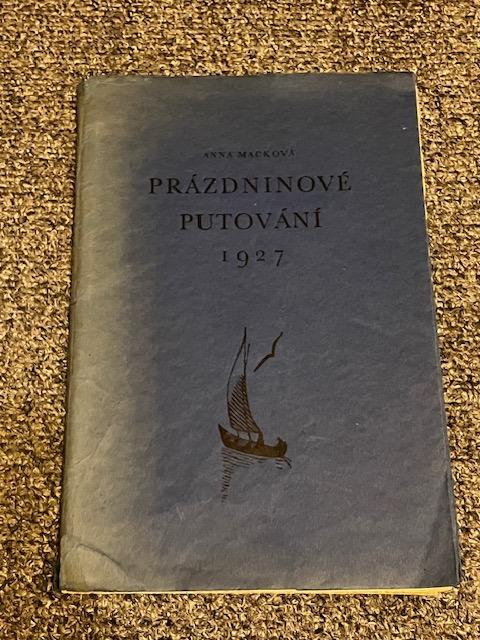 ANNA MACKOVÁ
PRÁZDNINOVÉ
PUTOVÁNÍ
1927